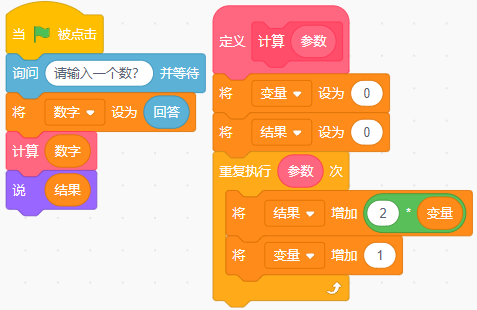 当 被点击
询问 请输入一个数? 并等待
将 数字 设为 回答
计算 数字
说 结果
定义 计算 参数
将 变量 设为 0
将 结果 设为 0
重复执行 参数 次
将 结果 增加 2 * 变量
将 变量 增加 1